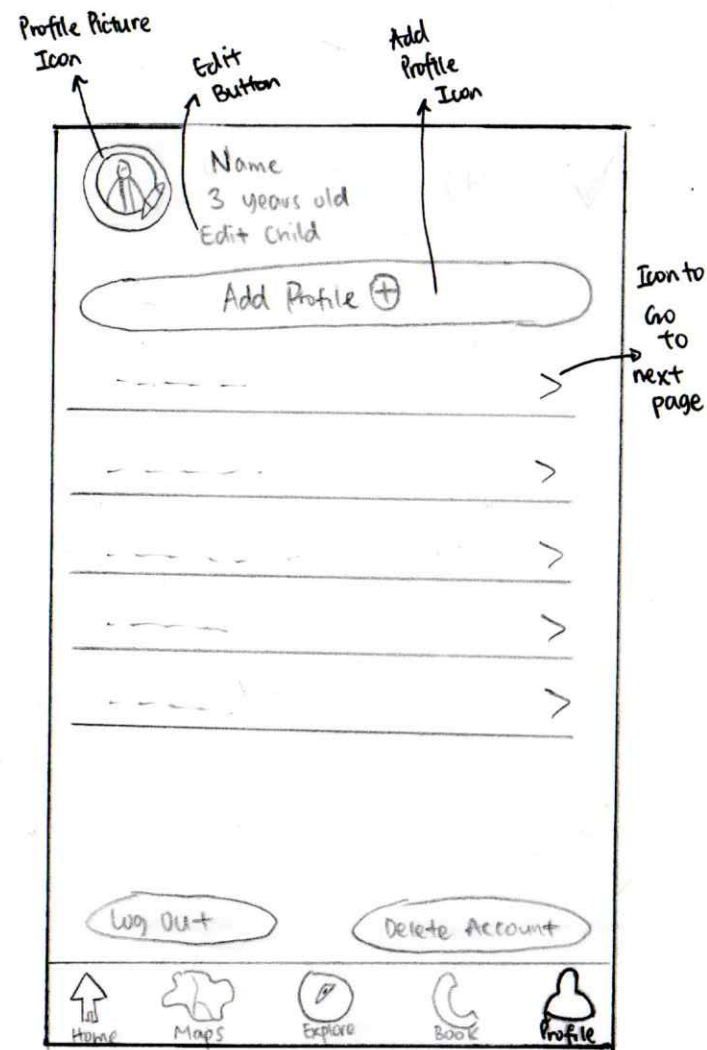 Profile Picture
Icon
Edit
Button
Add
Profile
Icon
Name
3 years old
Edit Child
Add Profile +
Icon to
Go
to
next
page
>
>
>
>
>
Log Out
Delete Account
Home
Maps
Explore
Book
Profile